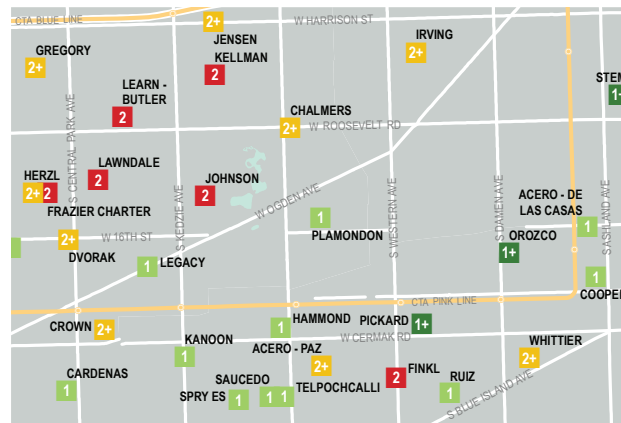 CTA BLUE LINE
W HARRISON ST
2+
JENSEN
KELLMAN
2
IRVING
2+
GREGORY
2+
LEARN -
BUTLER
2
STEM
1+
CHALMERS
2+
W ROOSEVELT RD
S CENTRAL PARK AVE
LAWNDALE
2
HERZL
2+
2
FRAZIER CHARTER
JOHNSON
2
S KEDZIE AVE
W OGDEN AVE
S WESTERN AVE
S DAMEN AVE
S ASHLAND AVE
ACERO - DE
LAS CASAS
1
1
PLAMONDON
OROZCO
1+
W 16TH ST
2+
DVORAK
1
LEGACY
1
COOPER
CTA PINK LINE
CROWN
2+
1
HAMMOND
PICKARD
1+
W CERMAK RD
KANOON
1
ACERO - PAZ
2+
WHITTIER
2+
FINKL
2
RUIZ
1
S BLUE ISLAND AVE
CARDENAS
1
SAUCEDO
SPRY ES
1
1
1
TELPOCHCALLI